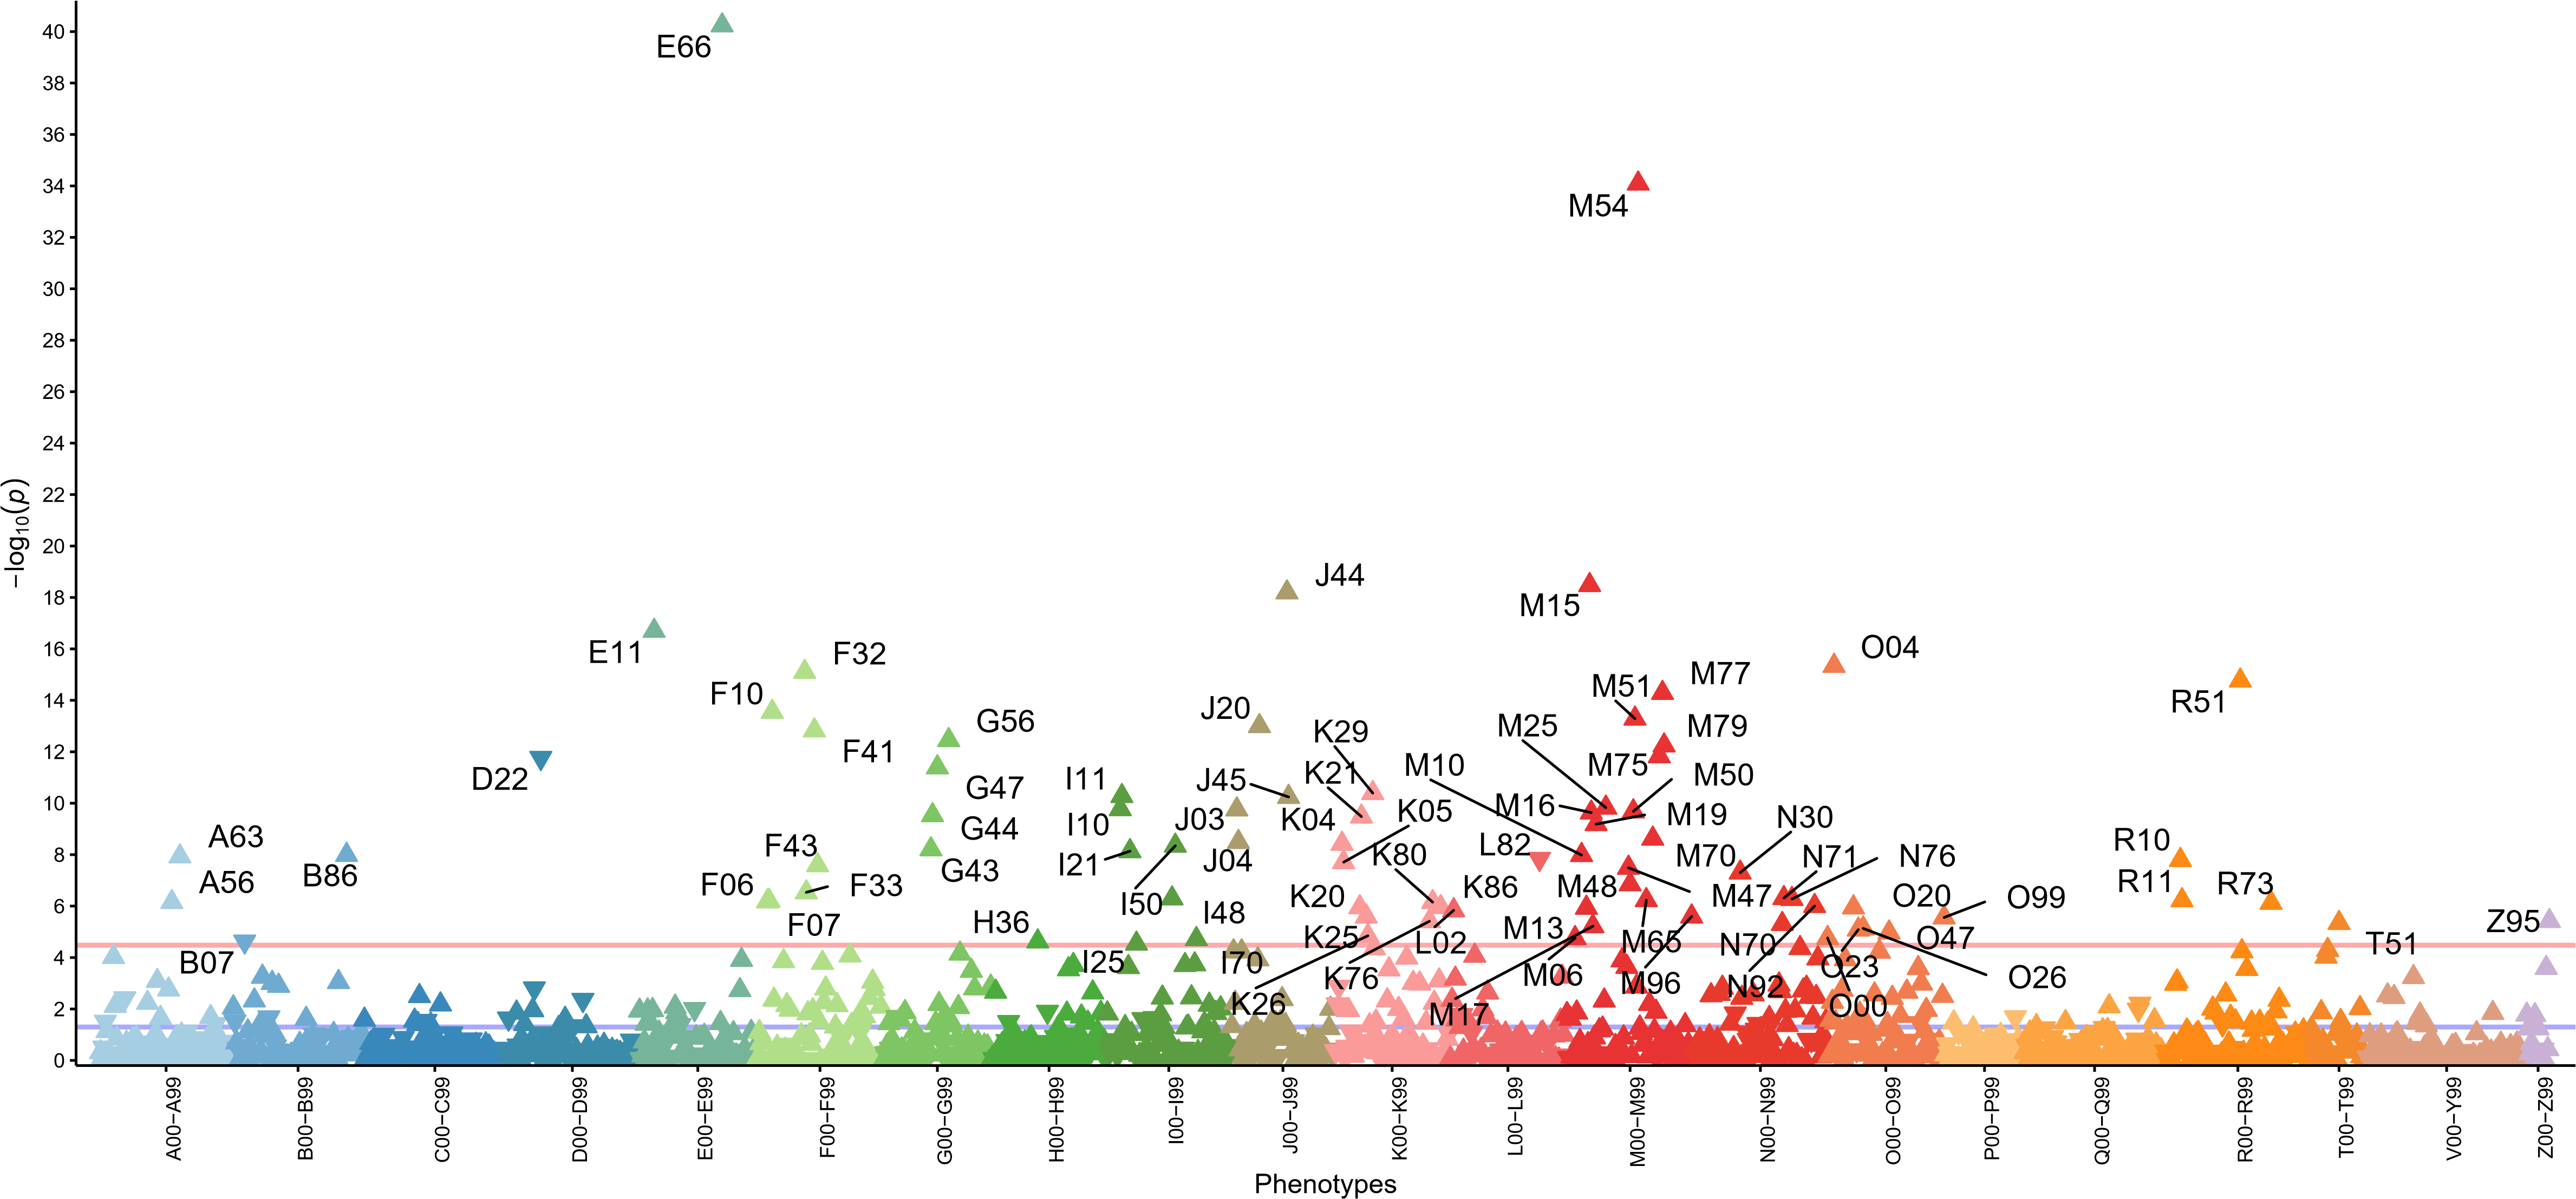 40
38
36
34
32
30
28
26
24
22
20
18
16
14
12
10
8
6
4
2
0
−log10(p)
E66
M54
J44
M15
E11
F32
O04
F10
M77
M51
R51
J20
G56
F41
M25
K29
M79
D22
I11
J45
K21
M10
M75
M50
G47
I10
J03
K04
K05
M16
M19
N30
A63
G44
F43
I21
J04
K80
L82
M70
N71
N76
R10
A56
B86
F06
F33
G43
I50
K20
K86
M48
M47
O20
O99
R11
R73
F07
H36
I48
K25
L02
M13
M65
N70
O47
Z95
B07
I25
I70
K76
M06
M96
N92
O23
O26
T51
K26
M17
O00
A00−A99
B00−B99
C00−C99
D00−D99
E00−E99
F00−F99
G00−G99
H00−H99
I00−I99
J00−J99
K00−K99
L00−L99
M00−M99
N00−N99
O00−O99
P00−P99
Q00−Q99
R00−R99
T00−T99
V00−Y99
Z00−Z99
Phenotypes